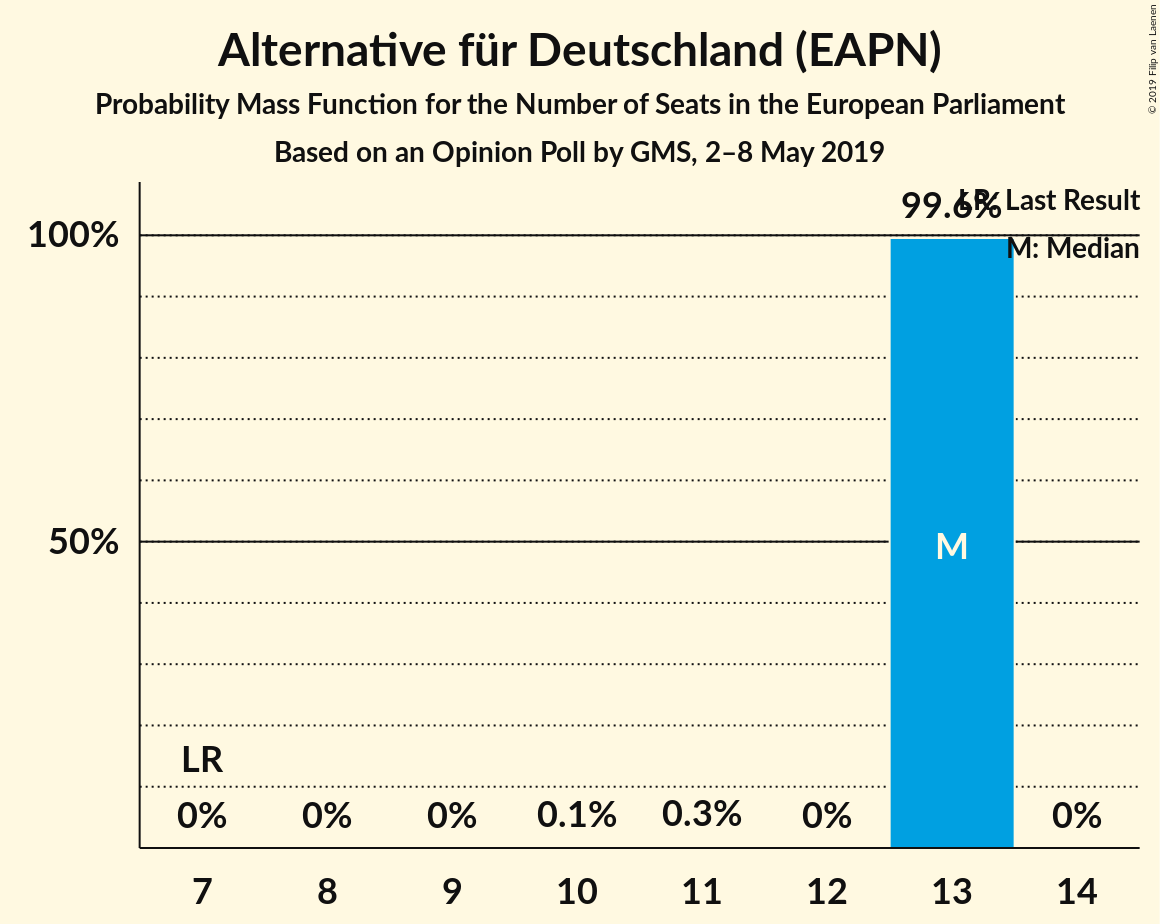 Alternative für Deutschland (EAPN)
Probability Mass Function for the Number of Seats in the European Parliament
Based on an Opinion Poll by GMS, 2–8 May 2019
© 2019 Filip van Laenen
99.6%
LR: Last Result
M: Median
100%
50%
M
LR
0% 0% 0% 0.1% 0.3% 0% 0%
7 8 9 10 11 12 13 14